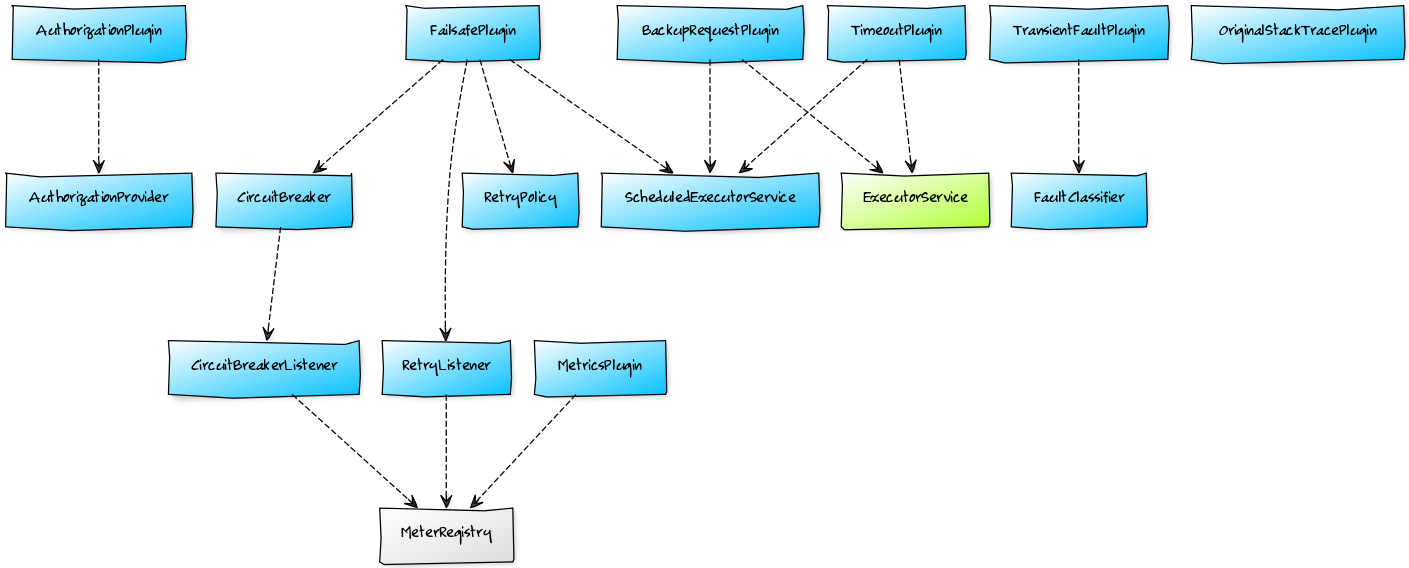 AuthorizationPlugin
FailsafePlugin
BackupRequestPlugin
TimeoutPlugin
TransientFaultPlugin
OriginalStackTracePlugin
AuthorizationProvider
CircuitBreaker
RetryPolicy
ScheduledExecutorService
ExecutorService
FaultClassifier
CircuitBreakerListener
RetryListener
MetricsPlugin
MeterRegistry